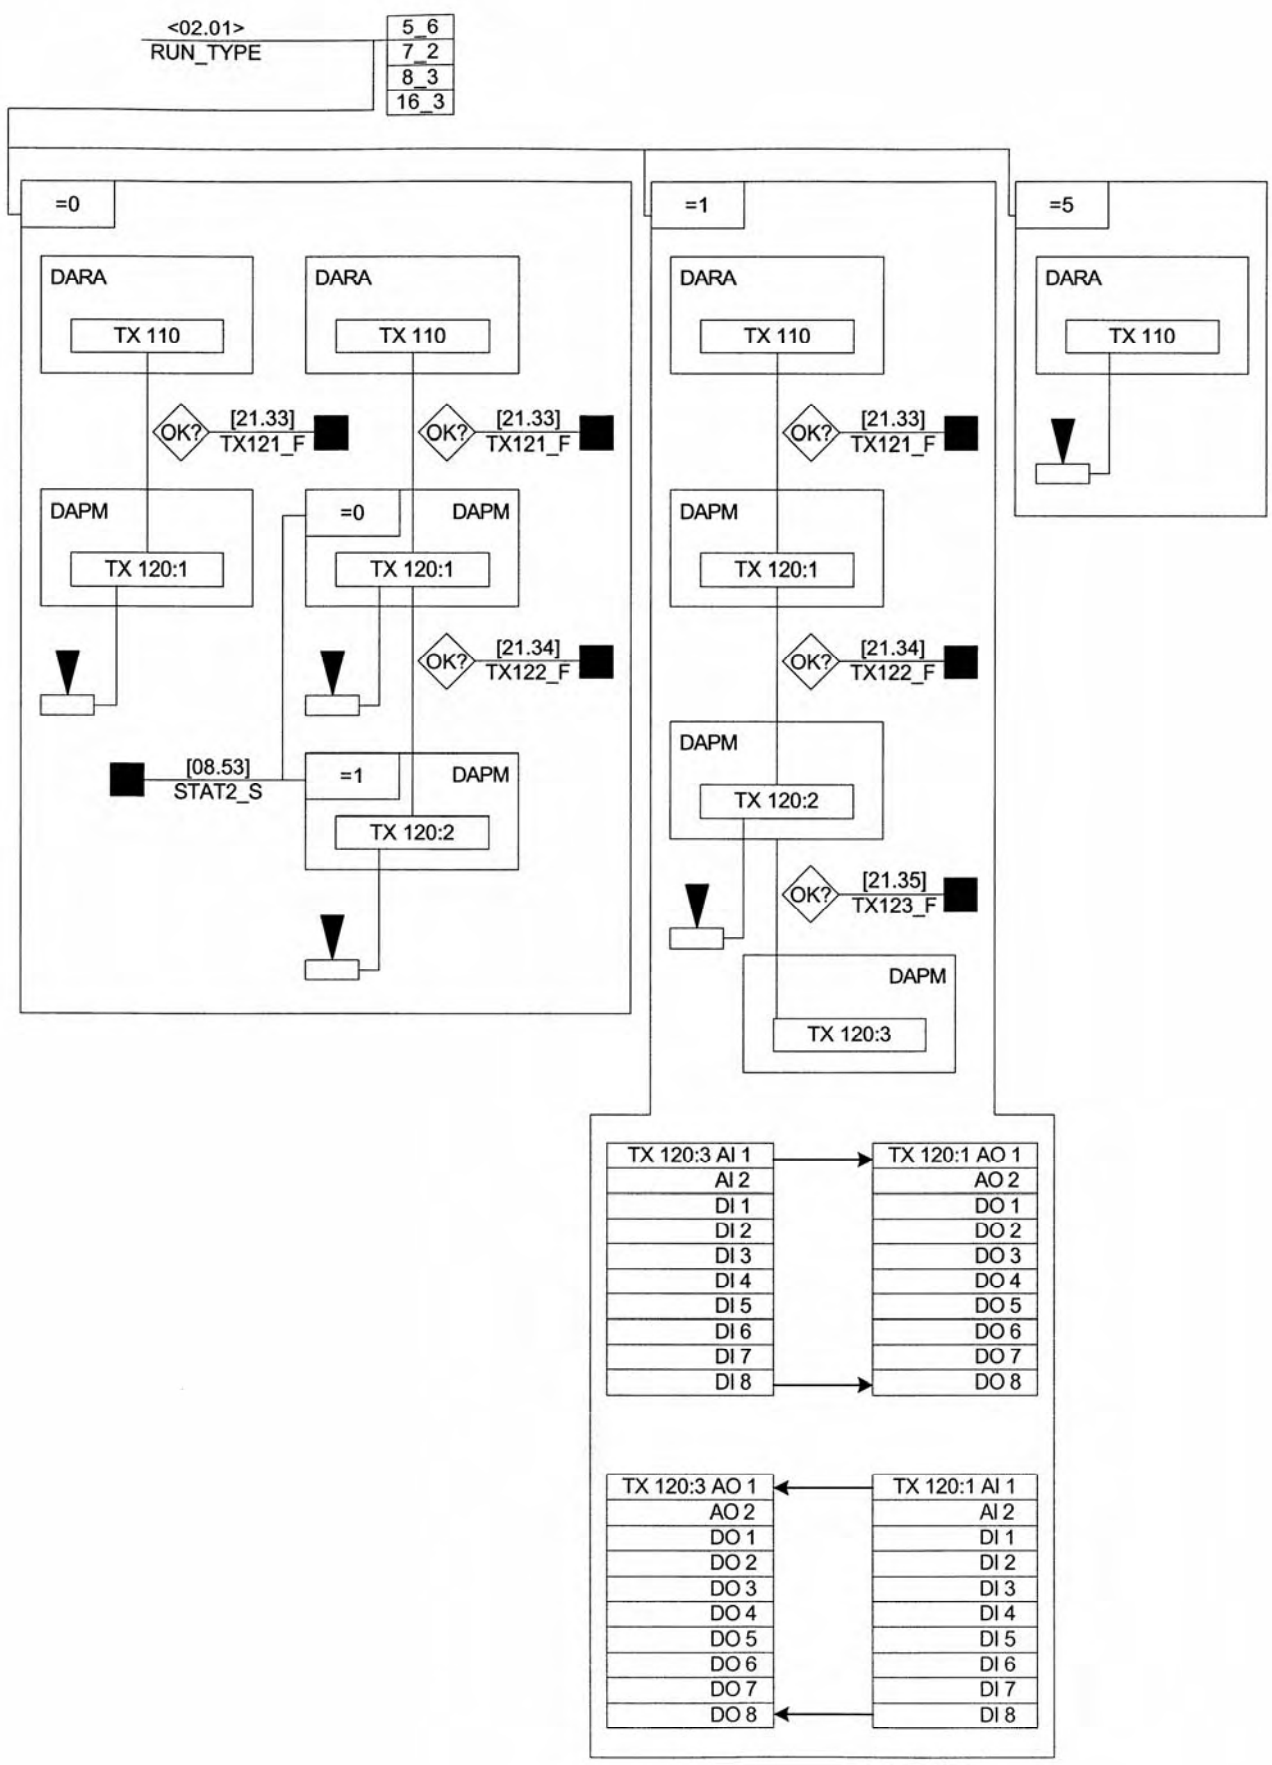 <02.01>
RUN_TYPE
5_6
7_2
8_3
16_3
=0
DARA
TX 110
OK?
[21.33]
TX121_F
DAPM
TX 120:1
DARA
TX 110
OK?
[21.33]
TX121_F
=0
DAPM
TX 120:1
OK?
[21.34]
TX122_F
[08.53]
STAT2_S
=1
DAPM
TX 120:2
=1
DARA
TX 110
OK?
[21.33]
TX121_F
DAPM
TX 120:1
OK?
[21.34]
TX122_F
DAPM
TX 120:2
OK?
[21.35]
TX123_F
DAPM
TX 120:3
=5
DARA
TX 110
TX 120:3 AI 1
AI 2
DI 1
DI 2
DI 3
DI 4
DI 5
DI 6
DI 7
DI 8
TX 120:1 AO 1
AO 2
DO 1
DO 2
DO 3
DO 4
DO 5
DO 6
DO 7
DO 8
TX 120:3 AO 1
AO 2
DO 1
DO 2
DO 3
DO 4
DO 5
DO 6
DO 7
DO 8
TX 120:1 AI 1
AI 2
DI 1
DI 2
DI 3
DI 4
DI 5
DI 6
DI 7
DI 8